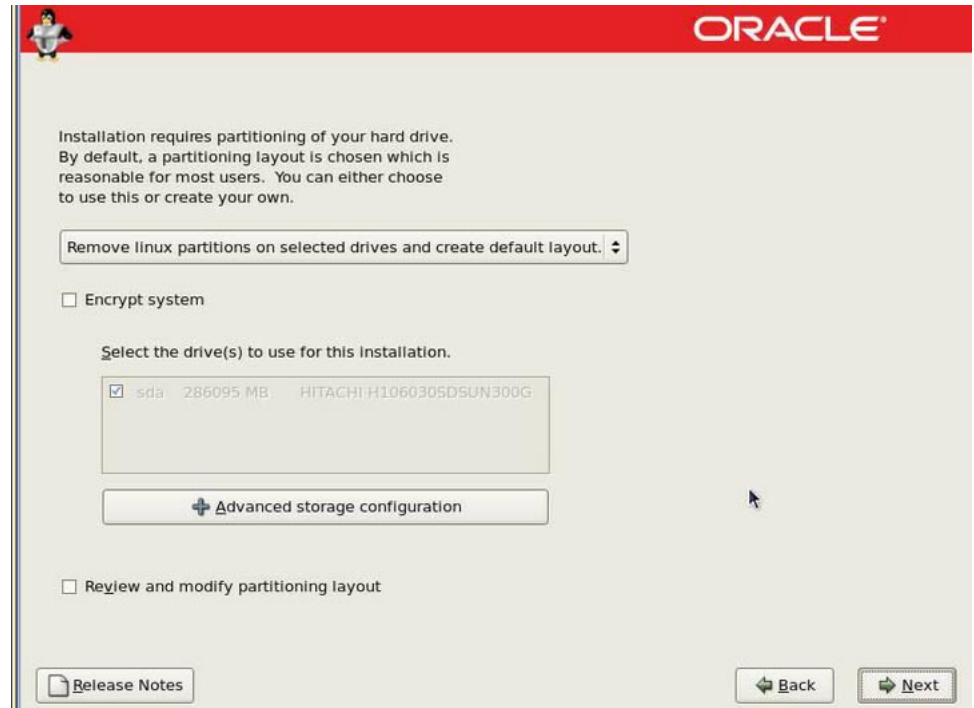 ORACLE®
Installation requires partitioning of your hard drive.
By default, a partitioning layout is chosen which is
reasonable for most users. You can either choose
to use this or create your own.
Remove linux partitions on selected drives and create default layout.
Encrypt system
Select the drive(s) to use for this installation.
sda 286095 MB HITACHI H106030SDSUN300G
Advanced storage configuration
Review and modify partitioning layout
Release Notes
Back
Next